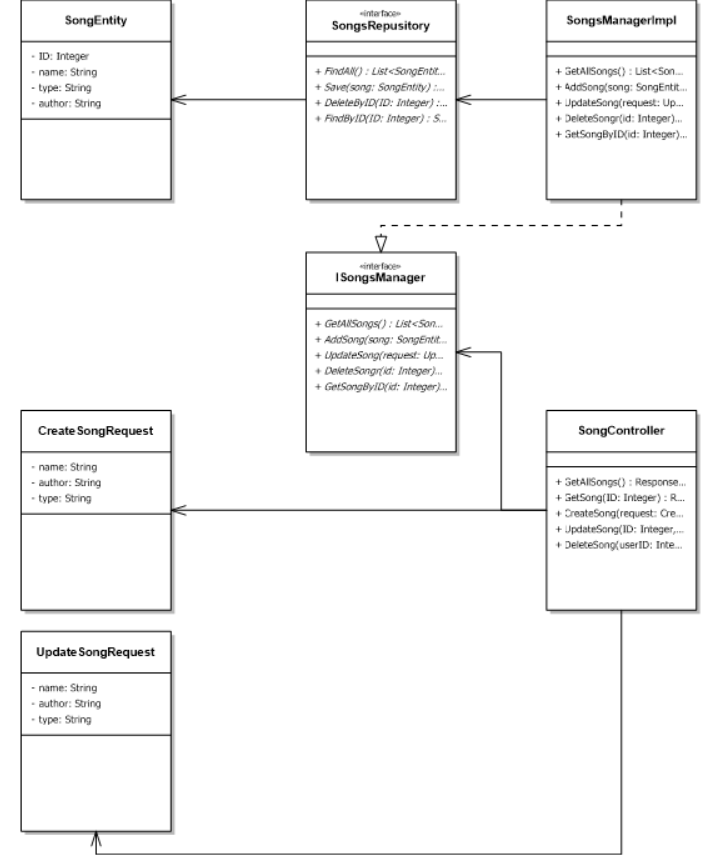 SongEntity
- ID: Integer
- name: String
- type: String
- author: String
«interface»
SongsRepository
+ FindAll() : List<SongEntit...
+ Save(song: SongEntity) :...
+ DeleteByID(ID: Integer) :...
+ FindByID(ID: Integer) : S...
SongsManagerImpl
+ GetAllSongs() : List<Son...
+ AddSong(song: SongEntit...
+ UpdateSong(request: Up...
+ DeleteSongr(id: Integer)...
+ GetSongByID(id: Integer)...
«interface»
ISongsManager
+ GetAllSongs() : List<Son...
+ AddSong(song: SongEntit...
+ UpdateSong(request: Up...
+ DeleteSongr(id: Integer)...
+ GetSongByID(id: Integer)...
CreateSongRequest
- name: String
- author: String
- type: String
SongController
+ GetAllSongs() : Response...
+ GetSong(ID: Integer) : R...
+ CreateSong(request: Cre...
+ UpdateSong(ID: Integer,...
+ DeleteSong(userID: Inte...
UpdateSongRequest
- name: String
- author: String
- type: String